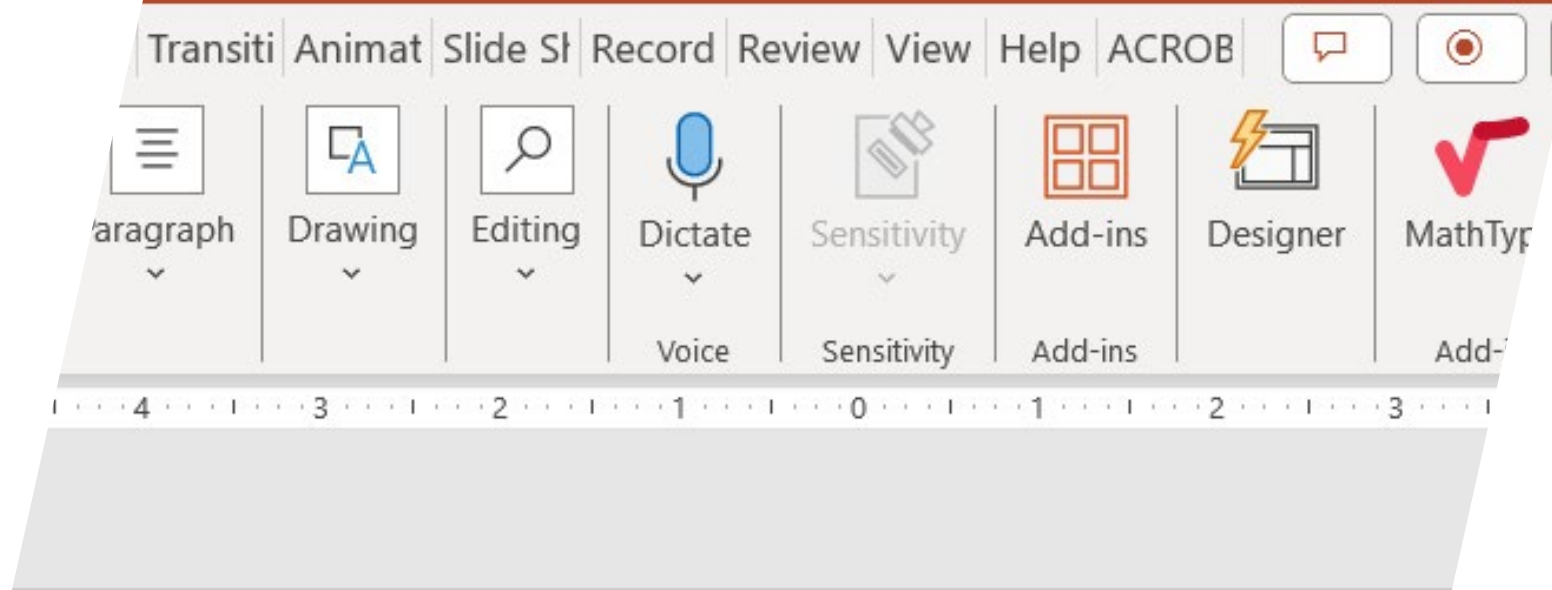 Transiti Animat Slide Sh Record Review View Help ACROB
aragraph Drawing Editing Dictate Sensitivity Add-ins Designer MathTyp
Voice Sensitivity Add-ins Add-i
4 3 2 1 0 1 2 3